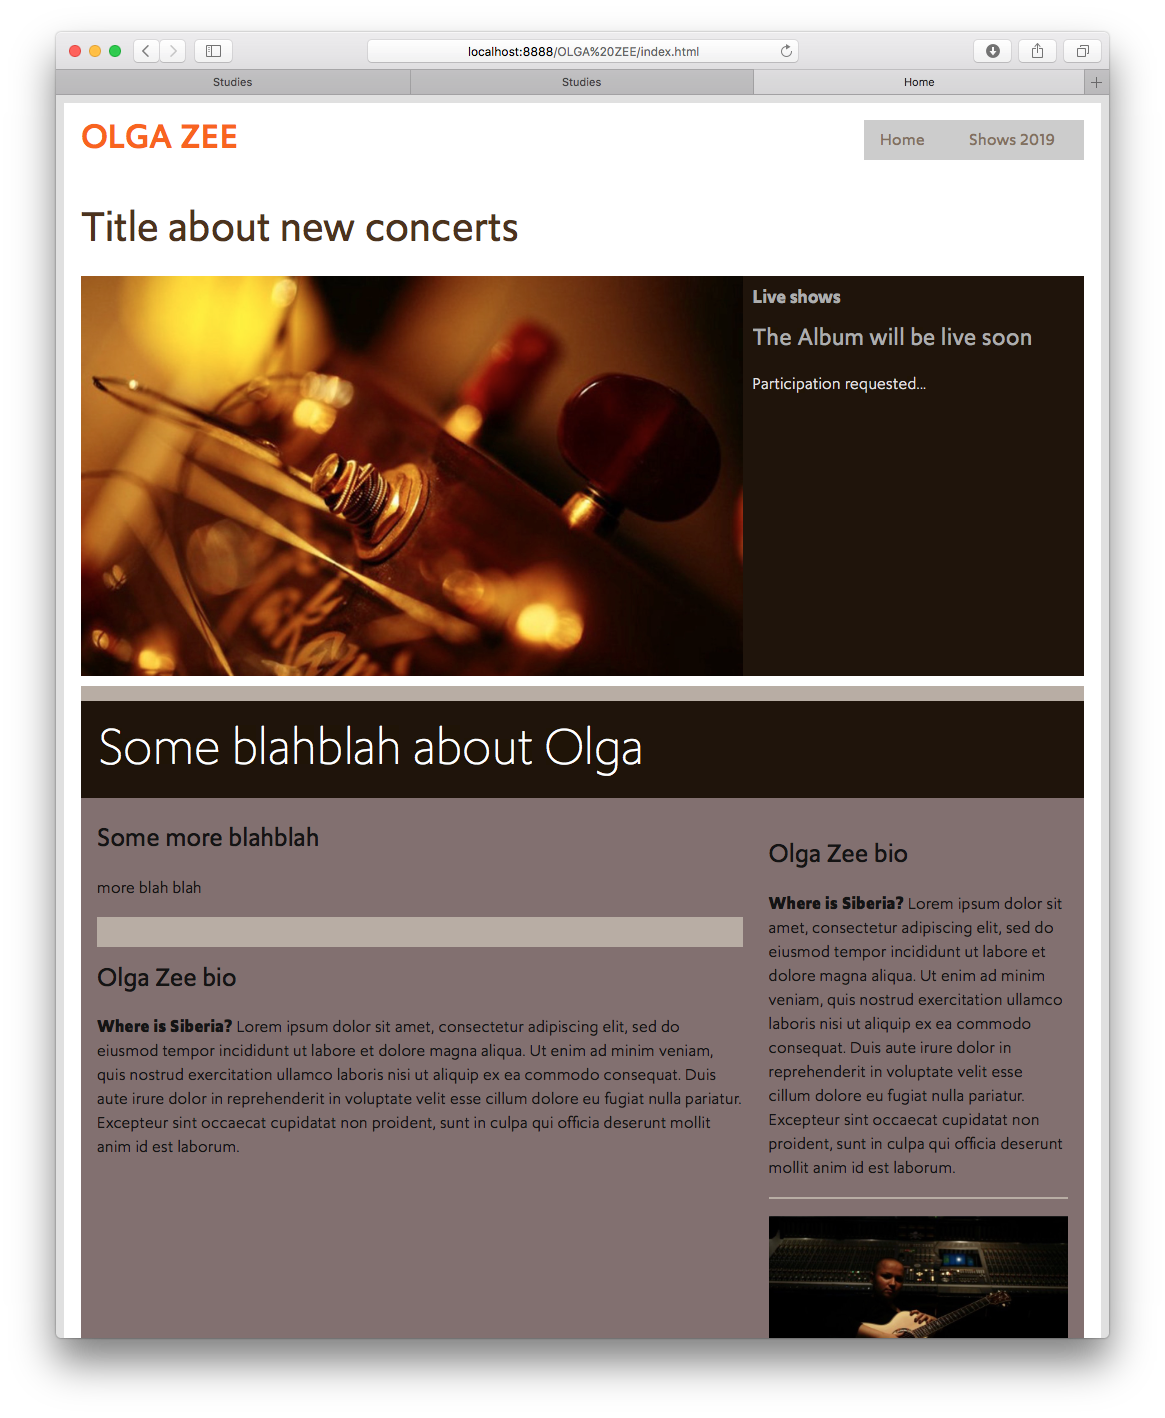 localhost:8888/OLGA%20ZEE/index.html
Studies
Studies
Home
OLGA ZEE
Home
Shows 2019
Title about new concerts
Live shows
The Album will be live soon
Participation requested...
Some blahblah about Olga
Some more blahblah
more blah blah
Olga Zee bio
Where is Siberia? Lorem ipsum dolor sit amet, consectetur adipiscing elit, sed do
eiusmod tempor incididunt ut labore et dolore magna aliqua. Ut enim ad minim veniam,
quis nostrud exercitation ullamco laboris nisi ut aliquip ex ea commodo consequat. Duis
aute irure dolor in reprehenderit in voluptate velit esse cillum dolore eu fugiat nulla pariatur.
Excepteur sint occaecat cupidatat non proident, sunt in culpa qui officia deserunt mollit
anim id est laborum.
Olga Zee bio
Where is Siberia? Lorem ipsum dolor sit
amet, consectetur adipiscing elit, sed do
eiusmod tempor incididunt ut labore et
dolore magna aliqua. Ut enim ad minim
veniam, quis nostrud exercitation ullamco
laboris nisi ut aliquip ex ea commodo
consequat. Duis aute irure dolor in
reprehenderit in voluptate velit esse
cillum dolore eu fugiat nulla pariatur.
Excepteur sint occaecat cupidatat non
proident, sunt in culpa qui officia deserunt
mollit anim id est laborum.